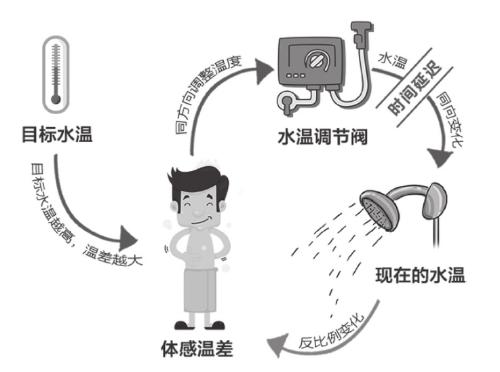 同方向调整温度
水温
时间延迟
同向变化
目标水温
水温调节阀
目标水温越高，温差越大
现在的水温
反比例变化
体感温差